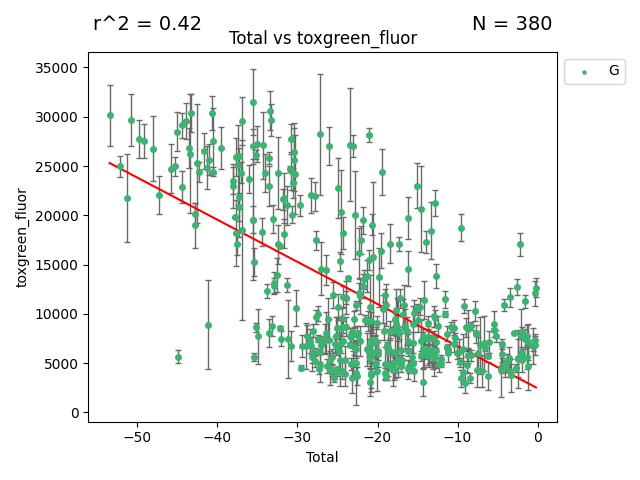 r^2 = 0.42 N = 380
Total vs toxgreen_fluor
G
35000
30000
25000
20000
15000
10000
5000
0
toxgreen_fluor
−50 −40 −30 −20 −10 0
Total